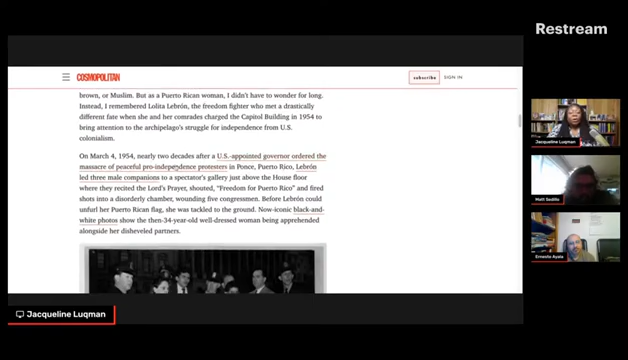 Restream
COSMOPOLITAN
subscribe
SIGN IN
brown, or Muslim. But as a Puerto Rican woman, I didn't have to wonder for long.
Instead, I remembered Lolita Lebrón, the freedom fighter who met a drastically
different fate when she and her comrades charged the Capitol Building in 1954 to
bring attention to the archipelago's struggle for independence from U.S.
colonialism.
On March 4, 1954, nearly two decades after a U.S.-appointed governor ordered the
massacre of peaceful pro-independence protesters in Ponce, Puerto Rico, Lebrón
led three male companions to a spectator's gallery just above the House floor
where they recited the Lord's Prayer, shouted, "Freedom for Puerto Rico" and fired
shots into a disorderly chamber, wounding five congressmen. Before Lebrón could
unfurl her Puerto Rican flag, she was tackled to the ground. Now-iconic black-and-
white photos show the then-34-year-old well-dressed woman being apprehended
alongside her disheveled partners.
Jacqueline Luqman
Matt Sedillo
Ernesto Ayala
Jacqueline Luqman